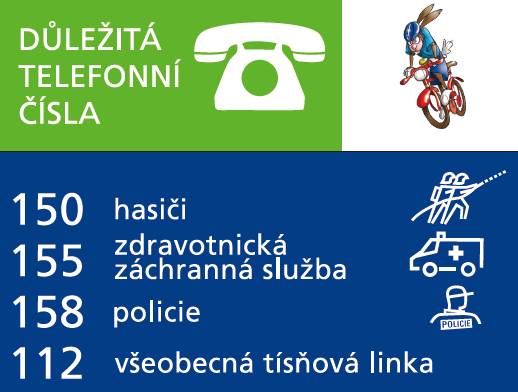 DŮLEŽITÁ
TELEFONNÍ
ČÍSLA
150 hasiči
155 zdravotnická
záchranná služba
158 policie
POLICIE
112 všeobecná tísňová linka